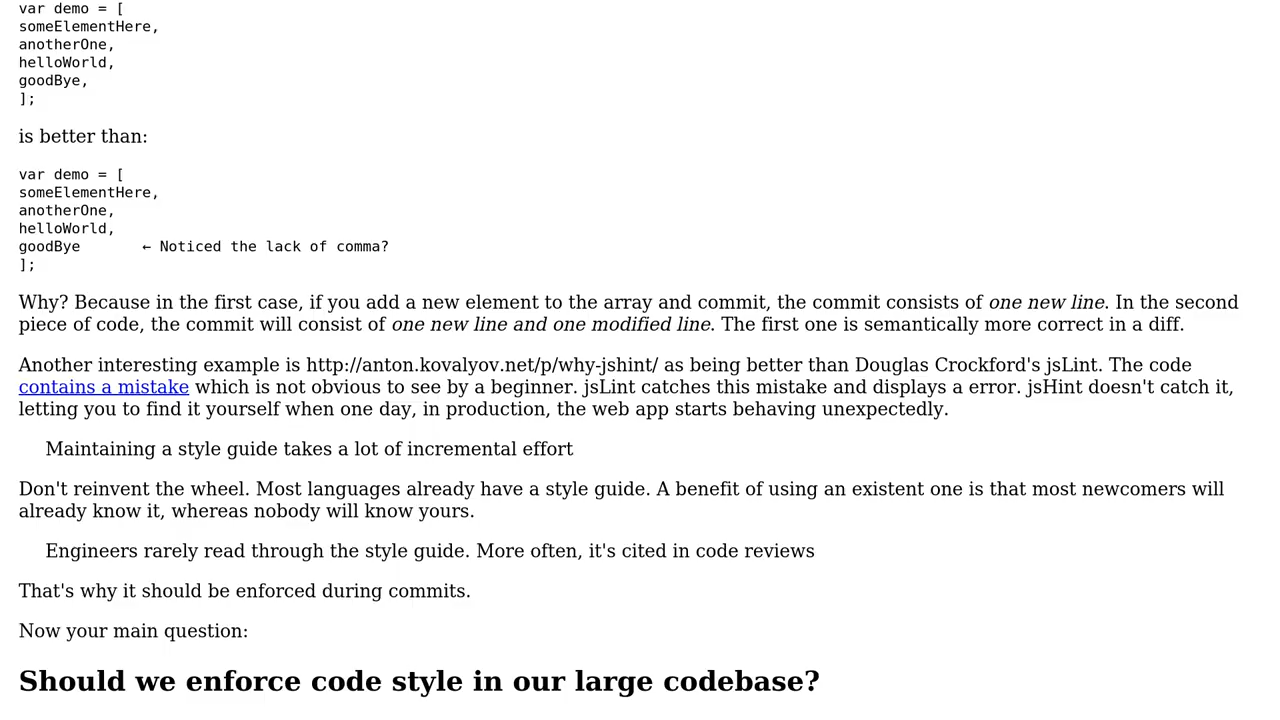 var demo = [
someElementHere,
anotherOne,
helloWorld,
goodBye,
];
is better than:
var demo = [
someElementHere,
anotherOne,
helloWorld,
goodBye       ← Noticed the lack of comma?
];
Why? Because in the first case, if you add a new element to the array and commit, the commit consists of one new line. In the second
piece of code, the commit will consist of one new line and one modified line. The first one is semantically more correct in a diff.
Another interesting example is http://anton.kovalyov.net/p/why-jshint/ as being better than Douglas Crockford's jsLint. The code
contains a mistake which is not obvious to see by a beginner. jsLint catches this mistake and displays a error. jsHint doesn't catch it,
letting you to find it yourself when one day, in production, the web app starts behaving unexpectedly.
Maintaining a style guide takes a lot of incremental effort
Don't reinvent the wheel. Most languages already have a style guide. A benefit of using an existent one is that most newcomers will
already know it, whereas nobody will know yours.
Engineers rarely read through the style guide. More often, it's cited in code reviews
That's why it should be enforced during commits.
Now your main question:
Should we enforce code style in our large codebase?